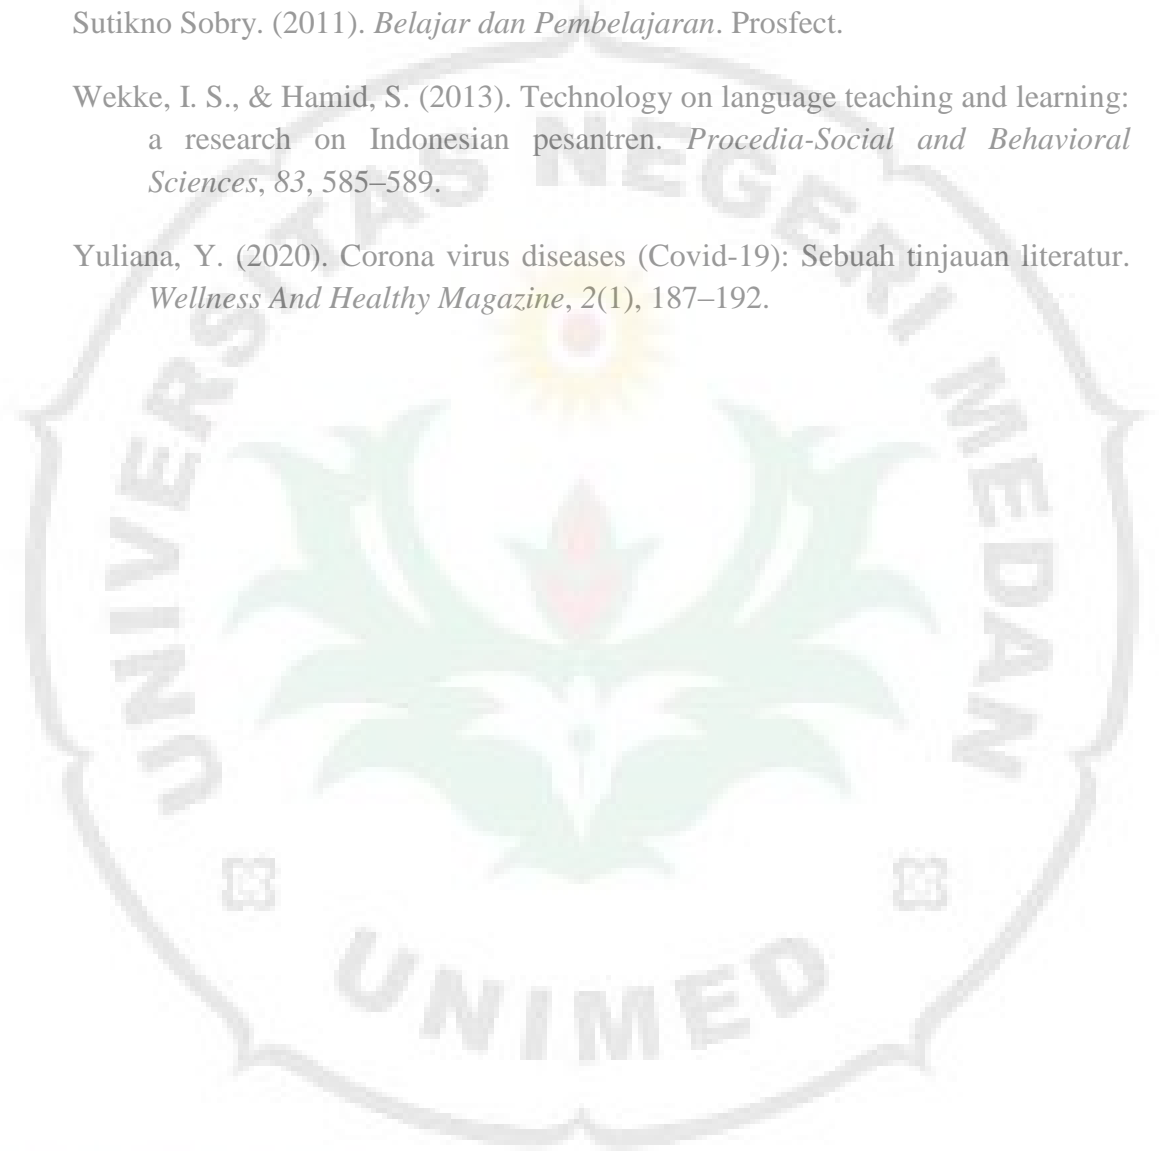 Sutikno Sobry. (2011). Belajar dan Pembelajaran. Prosfect.
Wekke, I. S., & Hamid, S. (2013). Technology on language teaching and learning:
a research on Indonesian pesantren. Procedia-Social and Behavioral
Sciences, 83, 585–589.
Yuliana, Y. (2020). Corona virus diseases (Covid-19): Sebuah tinjauan literatur.
Wellness And Healthy Magazine, 2(1), 187–192.
UNIVERSITAS NEGERI MEDAN
UNIMED